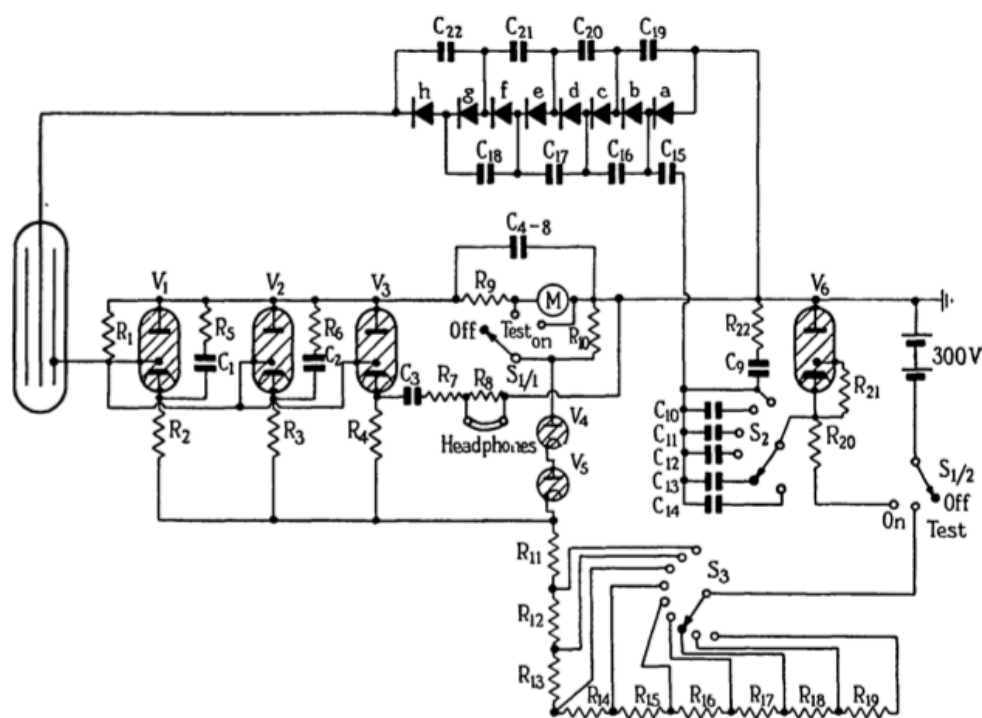 C22 C21 C20 C19
h g f e d c b a
C18 C17 C16 C15
C4-8
V1 V2 V3 R9 M V6
R1 R5 R6 Off Test on R10 R22 300V
C1 C2 S1/1 C9 R21
C3 R7 R8
R2 R3 R4 Headphones V4 C10 S2 R20
C11
V5 C12 S1/2
C13 Off
C14 On Test
R11 S3
R12
R13
R14 R15 R16 R17 R18 R19